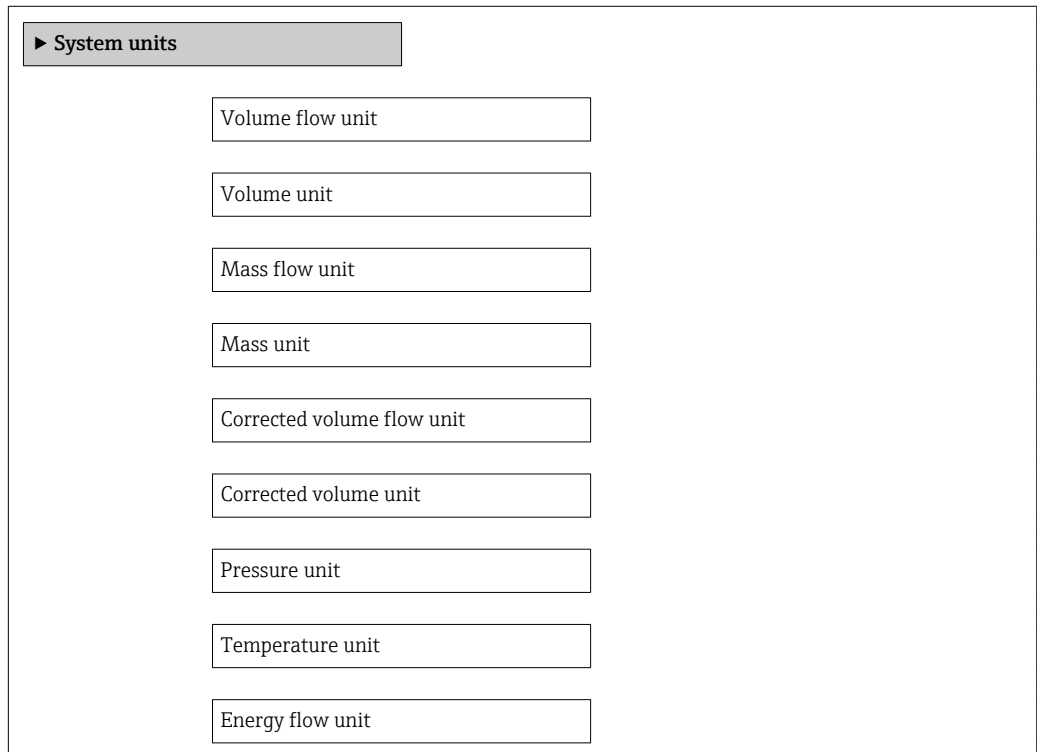 ▶ System units
Volume flow unit
Volume unit
Mass flow unit
Mass unit
Corrected volume flow unit
Corrected volume unit
Pressure unit
Temperature unit
Energy flow unit